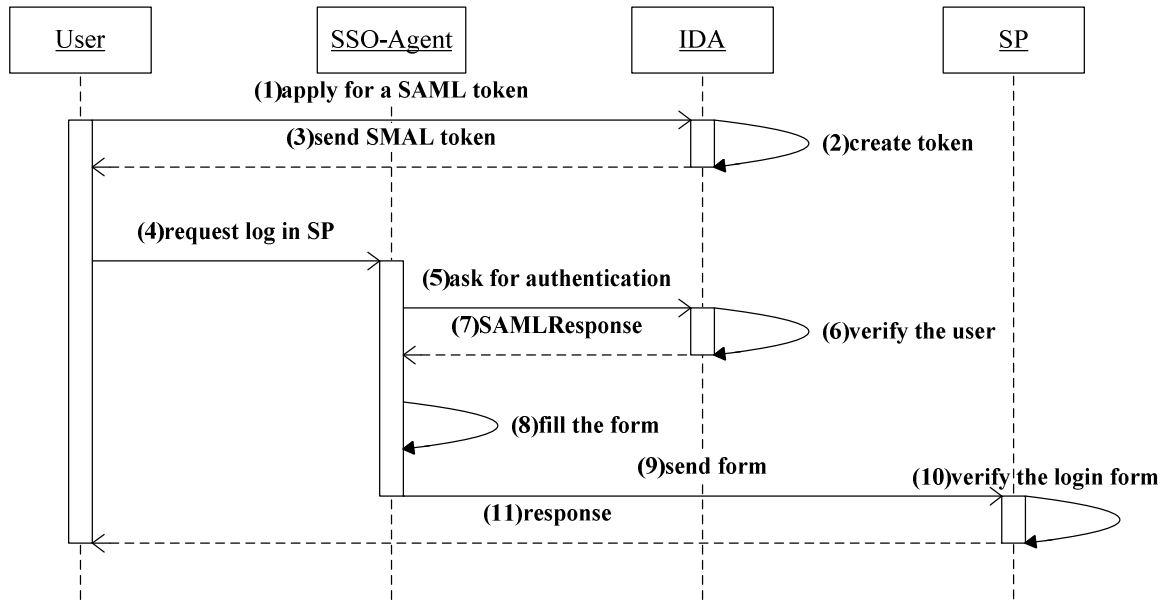 User
SSO-Agent
IDA
SP
(1)apply for a SAML token
(3)send SMAL token
(2)create token
(4)request log in SP
(5)ask for authentication
(7)SAMLResponse
(6)verify the user
(8)fill the form
(9)send form
(10)verify the login form
(11)response